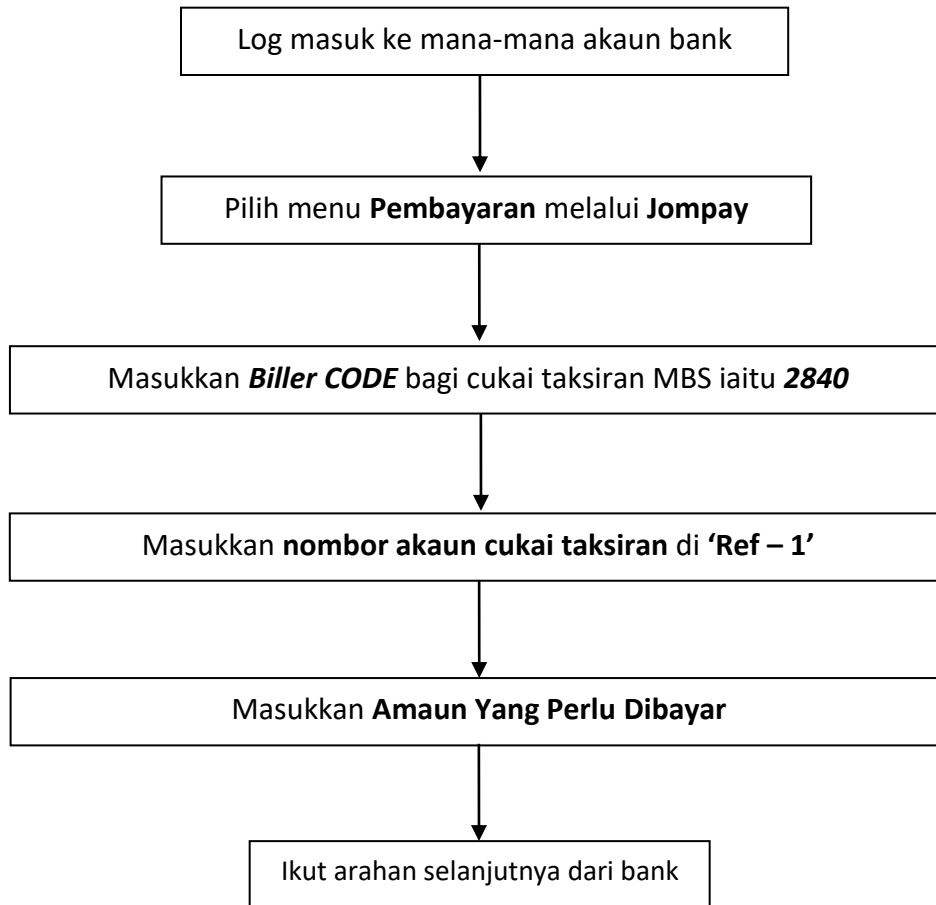 Log masuk ke mana-mana akaun bank
Pilih menu Pembayaran melalui Jompay
Masukkan Biller CODE bagi cukai taksiran MBS iaitu 2840
Masukkan nombor akaun cukai taksiran di ‘Ref – 1’
Masukkan Amaun Yang Perlu Dibayar
Ikut arahan selanjutnya dari bank